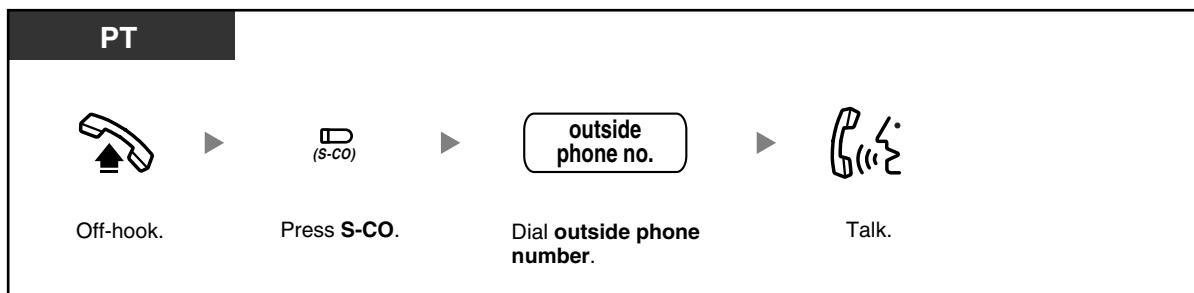 PT
(S-CO)
outside
phone no.
Off-hook.
Press S-CO.
Dial outside phone
number.
Talk.